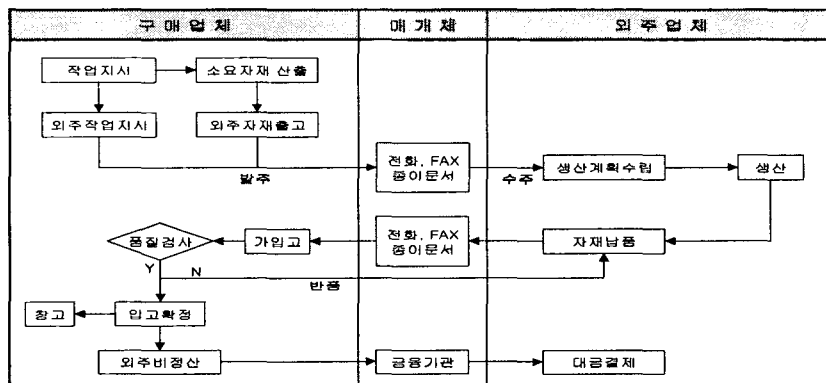 구매업체 매개체 외주업체
작업지시 소요자재 산출
외주작업지시 외주자재출고
전화, FAX
종이문서
발주 수주 생산계획수립 생산
품질검사 가입고
전화, FAX
종이문서
자재납품
Y N
반품
창고 입고확정
외주비정산 금융기관 대금결제